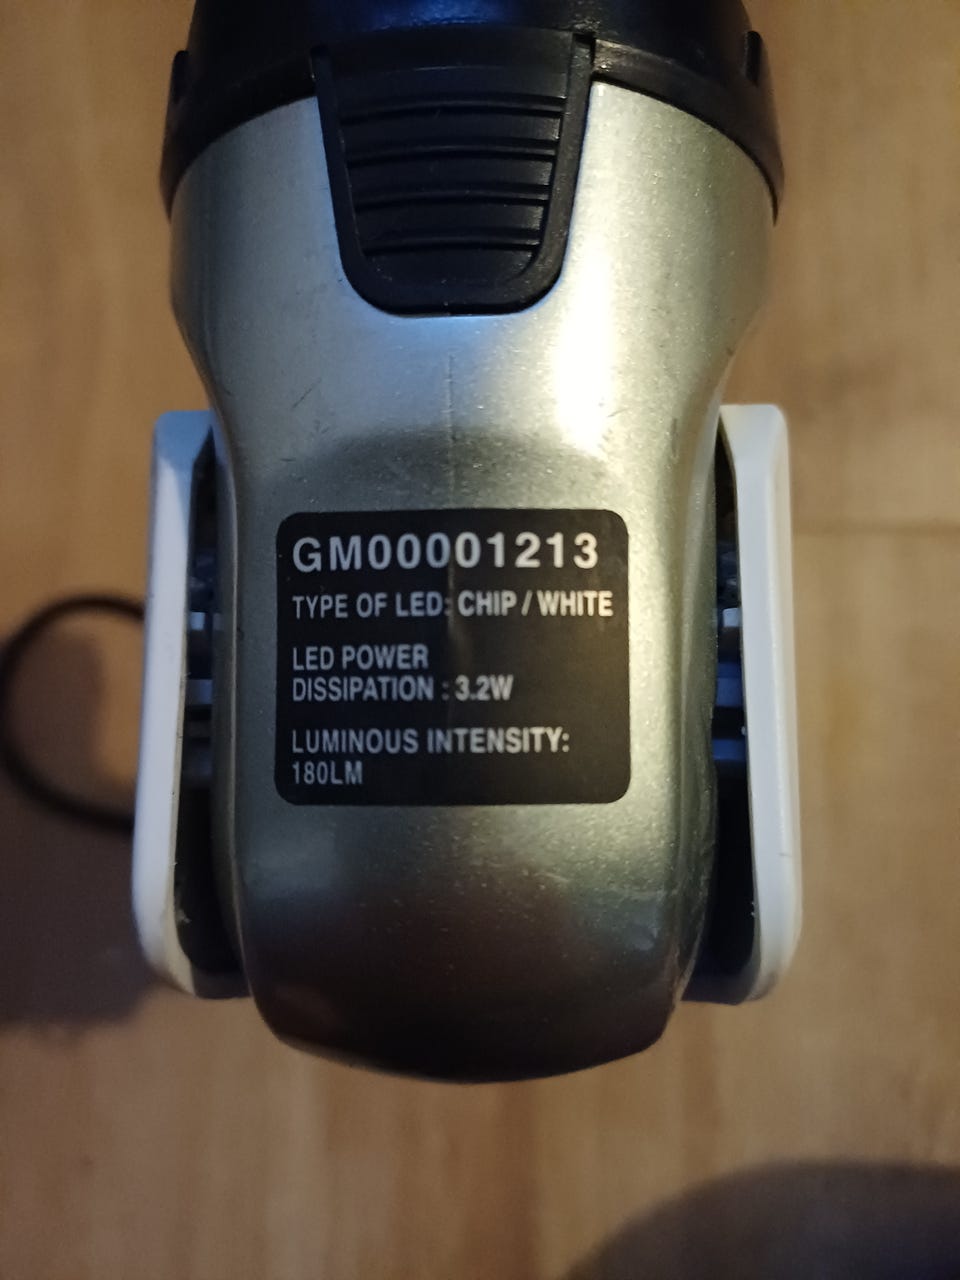 GM00001213
TYPE OF LED: CHIP / WHITE
LED POWER
DISSIPATION : 3.2W
LUMINOUS INTENSITY:
180LM